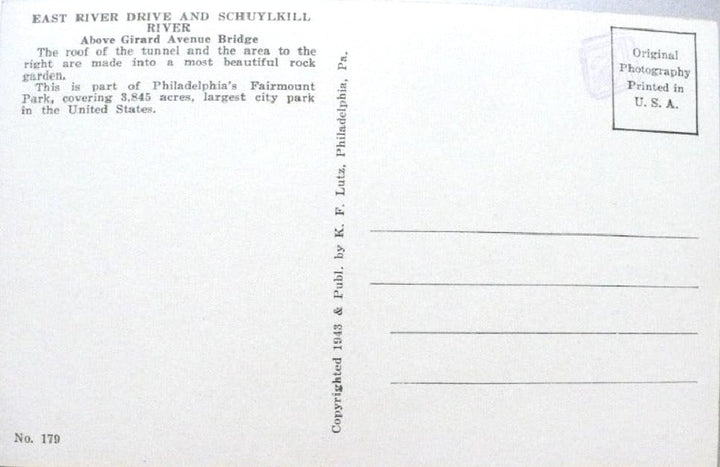 EAST RIVER DRIVE AND SCHUYLKILL
RIVER
Above Girard Avenue Bridge
The roof of the tunnel and the area to the
right are made into a most beautiful rock
garden.
This is part of Philadelphia's Fairmount
Park, covering 3,845 acres, largest city park
in the United States.
No. 179
Copyrighted 1943 & Publ. by K. F. Lutz, Philadelphia, Pa.
Original
Photography
Printed in
U. S. A.